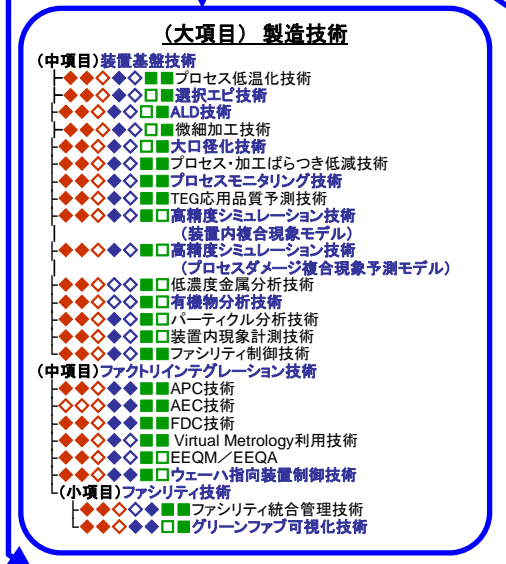 （大項目） 製造技術
（中項目）装置基盤技術
├◆◆◇◆◇■■プロセス低温化技術
├◆◆◇◆◇□■選択エピ技術
├◆◆◇◆◇□■ALD技術
├◆◆◇◆◇□■微細加工技術
├◆◆◇◆◇□■大口径化技術
├◆◆◇◆◇■■プロセス・加工ばらつき低減技術
├◆◆◇◆◇■■プロセスモニタリング技術
├◆◆◇◆◇■■TEG応用品質予測技術
├◆◆◇◆◇■□高精度シミュレーション技術
│（装置内複合現象モデル）
├◆◆◇◆◇■□高精度シミュレーション技術
│（プロセスダメージ複合現象予測モデル）
├◆◆◇◇◇■□低濃度金属分析技術
├◆◆◇◇◇■□有機物分析技術
├◆◆◇◆◇■□パーティクル分析技術
├◆◆◇◆◇■□装置内現象計測技術
└◆◆◇◆◇■■ファシリティ制御技術
（中項目）ファクトリインテグレーション技術
├◆◆◇◆◆■■APC技術
├◇◇◇◆◆■■AEC技術
├◆◆◇◆◆■■FDC技術
├◆◆◇◆◇■■ Virtual Metrology利用技術
├◆◆◇◆◆■□EEQM／EEQA
├◆◆◇◆◆■□ウェーハ指向装置制御技術
└（小項目）ファシリティ技術
├◆◆◇◇◆■■ファシリティ統合管理技術
└◆◆◇◆◆□■グリーンファブ可視化技術